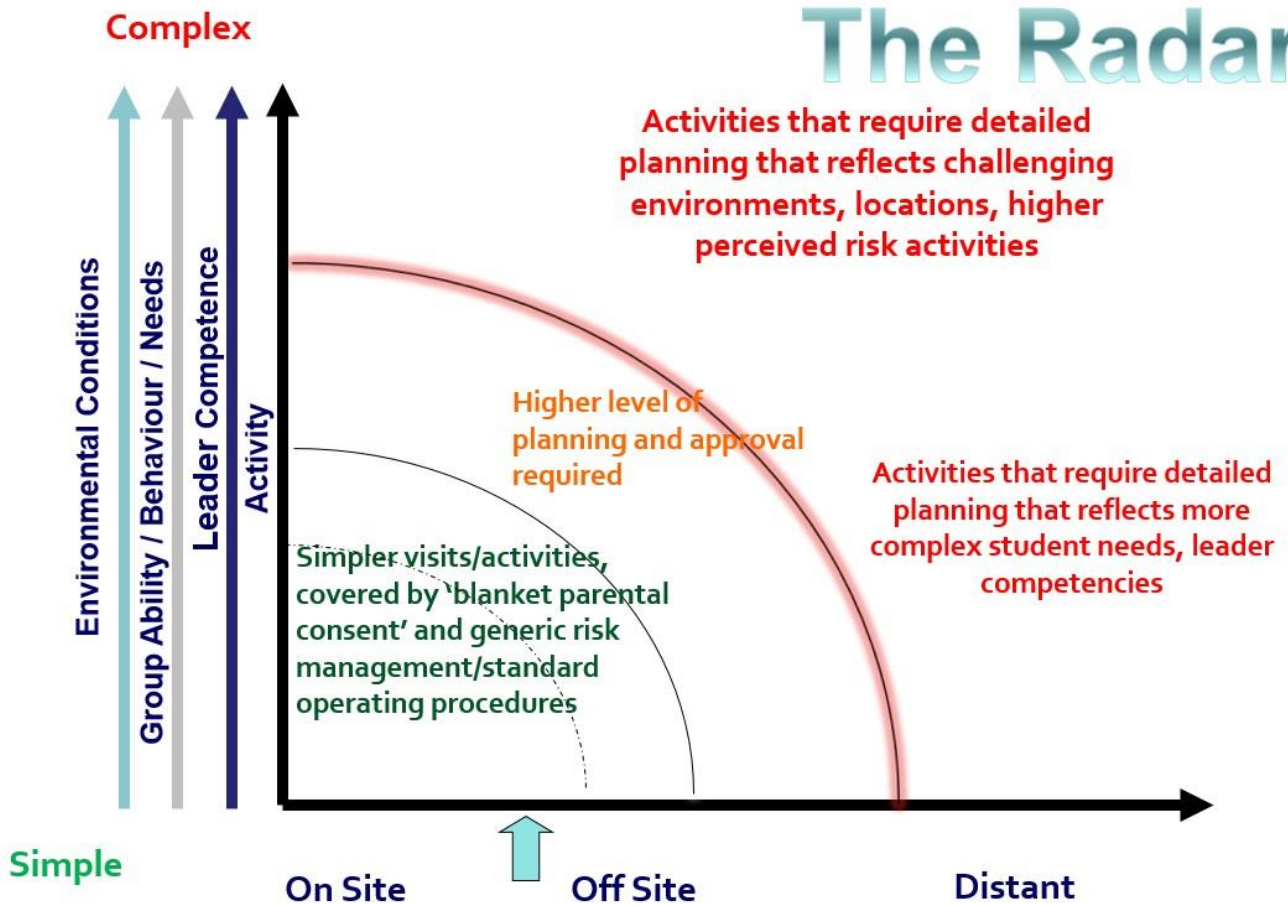 The Radar
Complex
Activities that require detailed
planning that reflects challenging
environments, locations, higher
perceived risk activities
Environmental Conditions
Group Ability / Behaviour / Needs
Leader Competence
Activity
Higher level of
planning and approval
required
Activities that require detailed
planning that reflects more
complex student needs, leader
competencies
Simpler visits/activities,
covered by ‘blanket parental
consent’ and generic risk
management/standard
operating procedures
Simple
On Site
Off Site
Distant